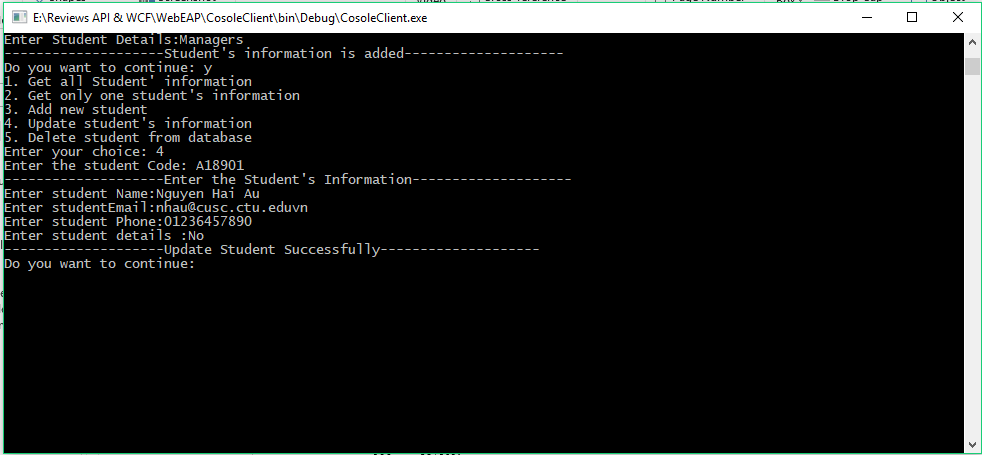 E:\Reviews API & WCF\WebEAP\CosoleClient\bin\Debug\CosoleClient.exe
Enter Student Details:Managers
--------------------Student's information is added--------------------
Do you want to continue: y
1. Get all Student' information
2. Get only one student's information
3. Add new student
4. Update student's information
5. Delete student from database
Enter your choice: 4
Enter the student Code: A18901
--------------------Enter the Student's Information--------------------
Enter student Name:Nguyen Hai Au
Enter studentEmail:nhau@cusc.ctu.eduvn
Enter student Phone:01236457890
Enter student details :No
--------------------Update Student Successfully--------------------
Do you want to continue: